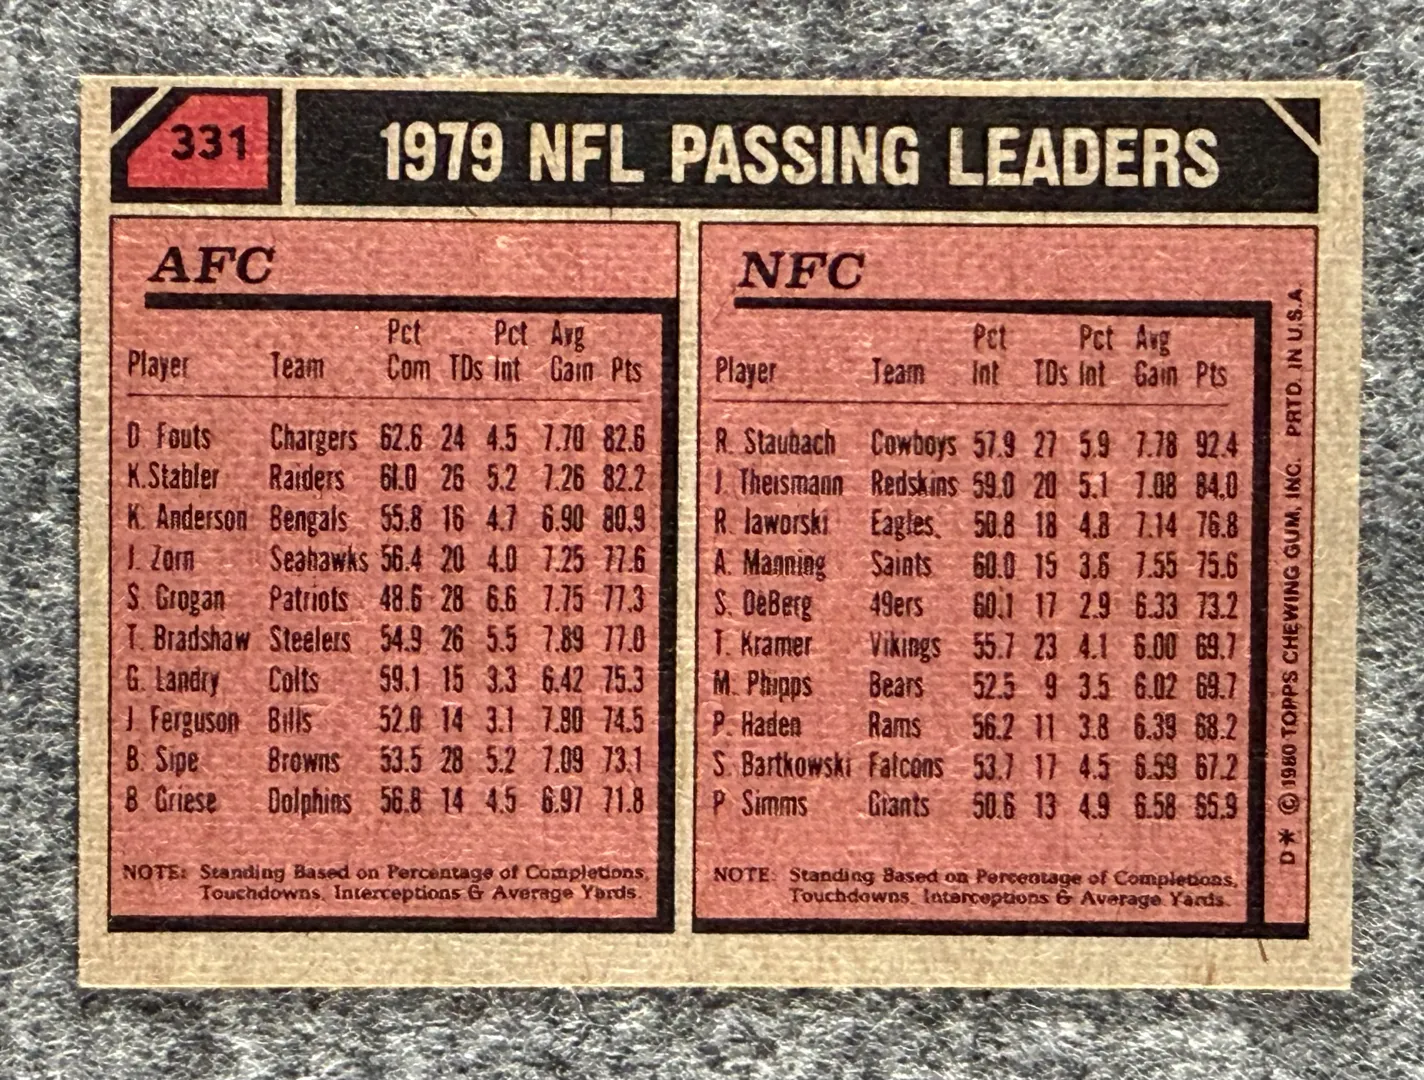 331
1979 NFL PASSING LEADERS
AFC
Pct Pct Avg
Player Team Com TDs Int Gain Pts
D. Fouts Chargers 62.6 24 4.5 7.70 82.6
K. Stabler Raiders 61.0 26 5.2 7.26 82.2
K. Anderson Bengals 55.8 16 4.7 6.90 80.9
J. Zorn Seahawks 56.4 20 4.0 7.25 77.6
S. Grogan Patriots 48.6 28 6.6 7.75 77.3
T. Bradshaw Steelers 54.9 26 5.5 7.89 77.0
G. Landry Colts 59.1 15 3.3 6.42 75.3
J. Ferguson Bills 52.0 14 3.1 7.80 74.5
B. Sipe Browns 53.5 28 5.2 7.09 73.1
B. Griese Dolphins 56.8 14 4.5 6.97 71.8
NOTE: Standing Based on Percentage of Completions,
Touchdowns, Interceptions & Average Yards.
NFC
Pct Pct Avg
Player Team Int TDs Int Gain Pts
R. Staubach Cowboys 57.9 27 5.9 7.78 92.4
J. Theismann Redskins 59.0 20 5.1 7.08 84.0
R. Jaworski Eagles 50.8 18 4.8 7.14 76.8
A. Manning Saints 60.0 15 3.6 7.55 75.6
S. DeBerg 49ers 60.1 17 2.9 6.33 73.2
T. Kramer Vikings 55.7 23 4.1 6.00 69.7
M. Phipps Bears 52.5 9 3.5 6.02 69.7
P. Haden Rams 56.2 11 3.8 6.39 68.2
S. Bartkowski Falcons 53.7 17 4.5 6.59 67.2
P. Simms Giants 50.6 13 4.9 6.58 65.9
NOTE: Standing Based on Percentage of Completions,
Touchdowns, Interceptions & Average Yards.
D* © 1980 TOPPS CHEWING GUM, INC. PRTD. IN U.S.A.